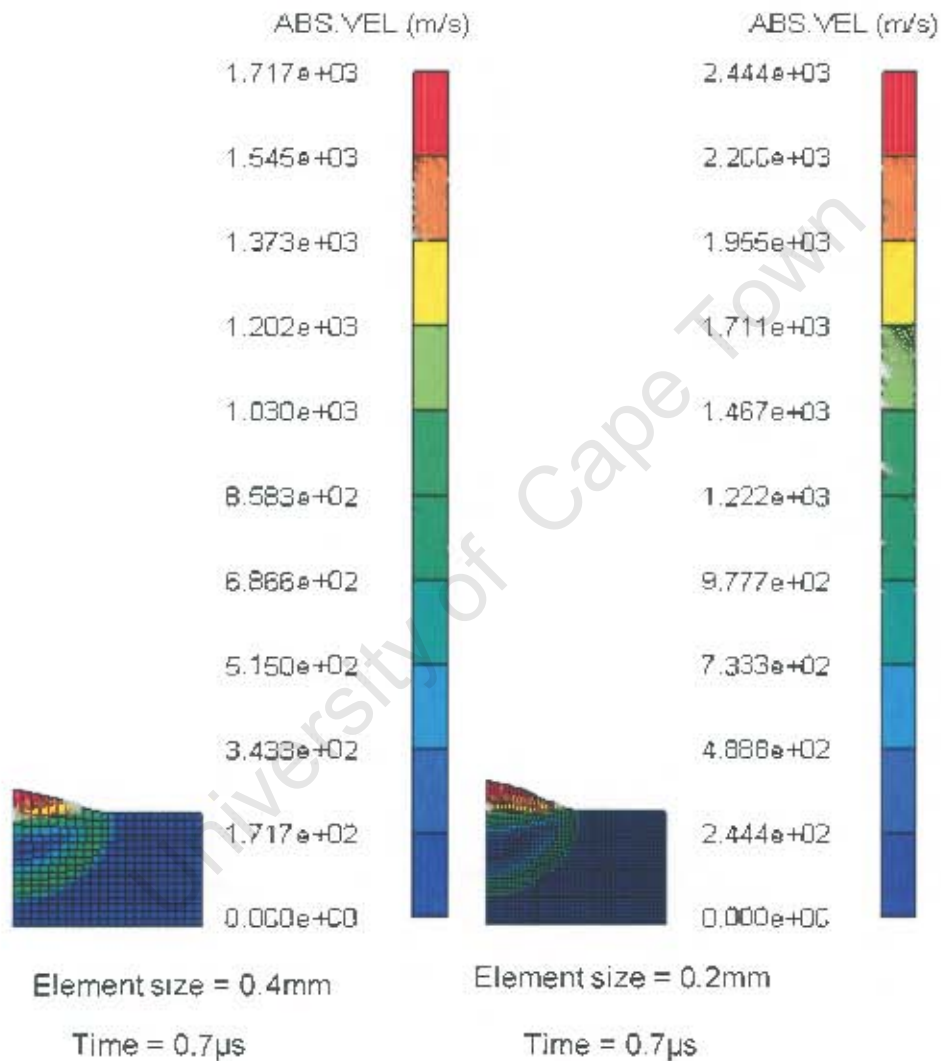 ABS.VEL (m/s)
1.717e+03
1.545e+03
1.373e+03
1.202e+03
1.030e+03
8.583e+02
6.866e+02
5.150e+02
3.433e+02
1.717e+02
0.000e+00
Element size = 0.4mm
Time = 0.7µs
ABS.VEL (m/s)
2.444e+03
2.200e+03
1.955e+03
1.711e+03
1.467e+03
1.222e+03
9.777e+02
7.333e+02
4.888e+02
2.444e+02
0.000e+00
Element size = 0.2mm
Time = 0.7µs
University of Cape Town